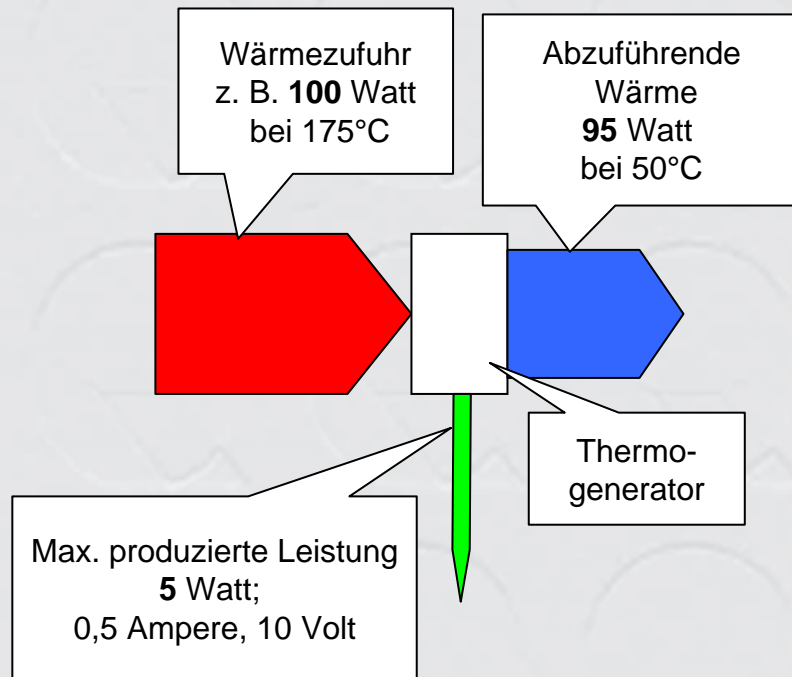 Wärmezufuhr
z. B. 100 Watt
bei 175°C
Abzuführende
Wärme
95 Watt
bei 50°C
Thermo-
generator
Max. produzierte Leistung
5 Watt;
0,5 Ampere, 10 Volt